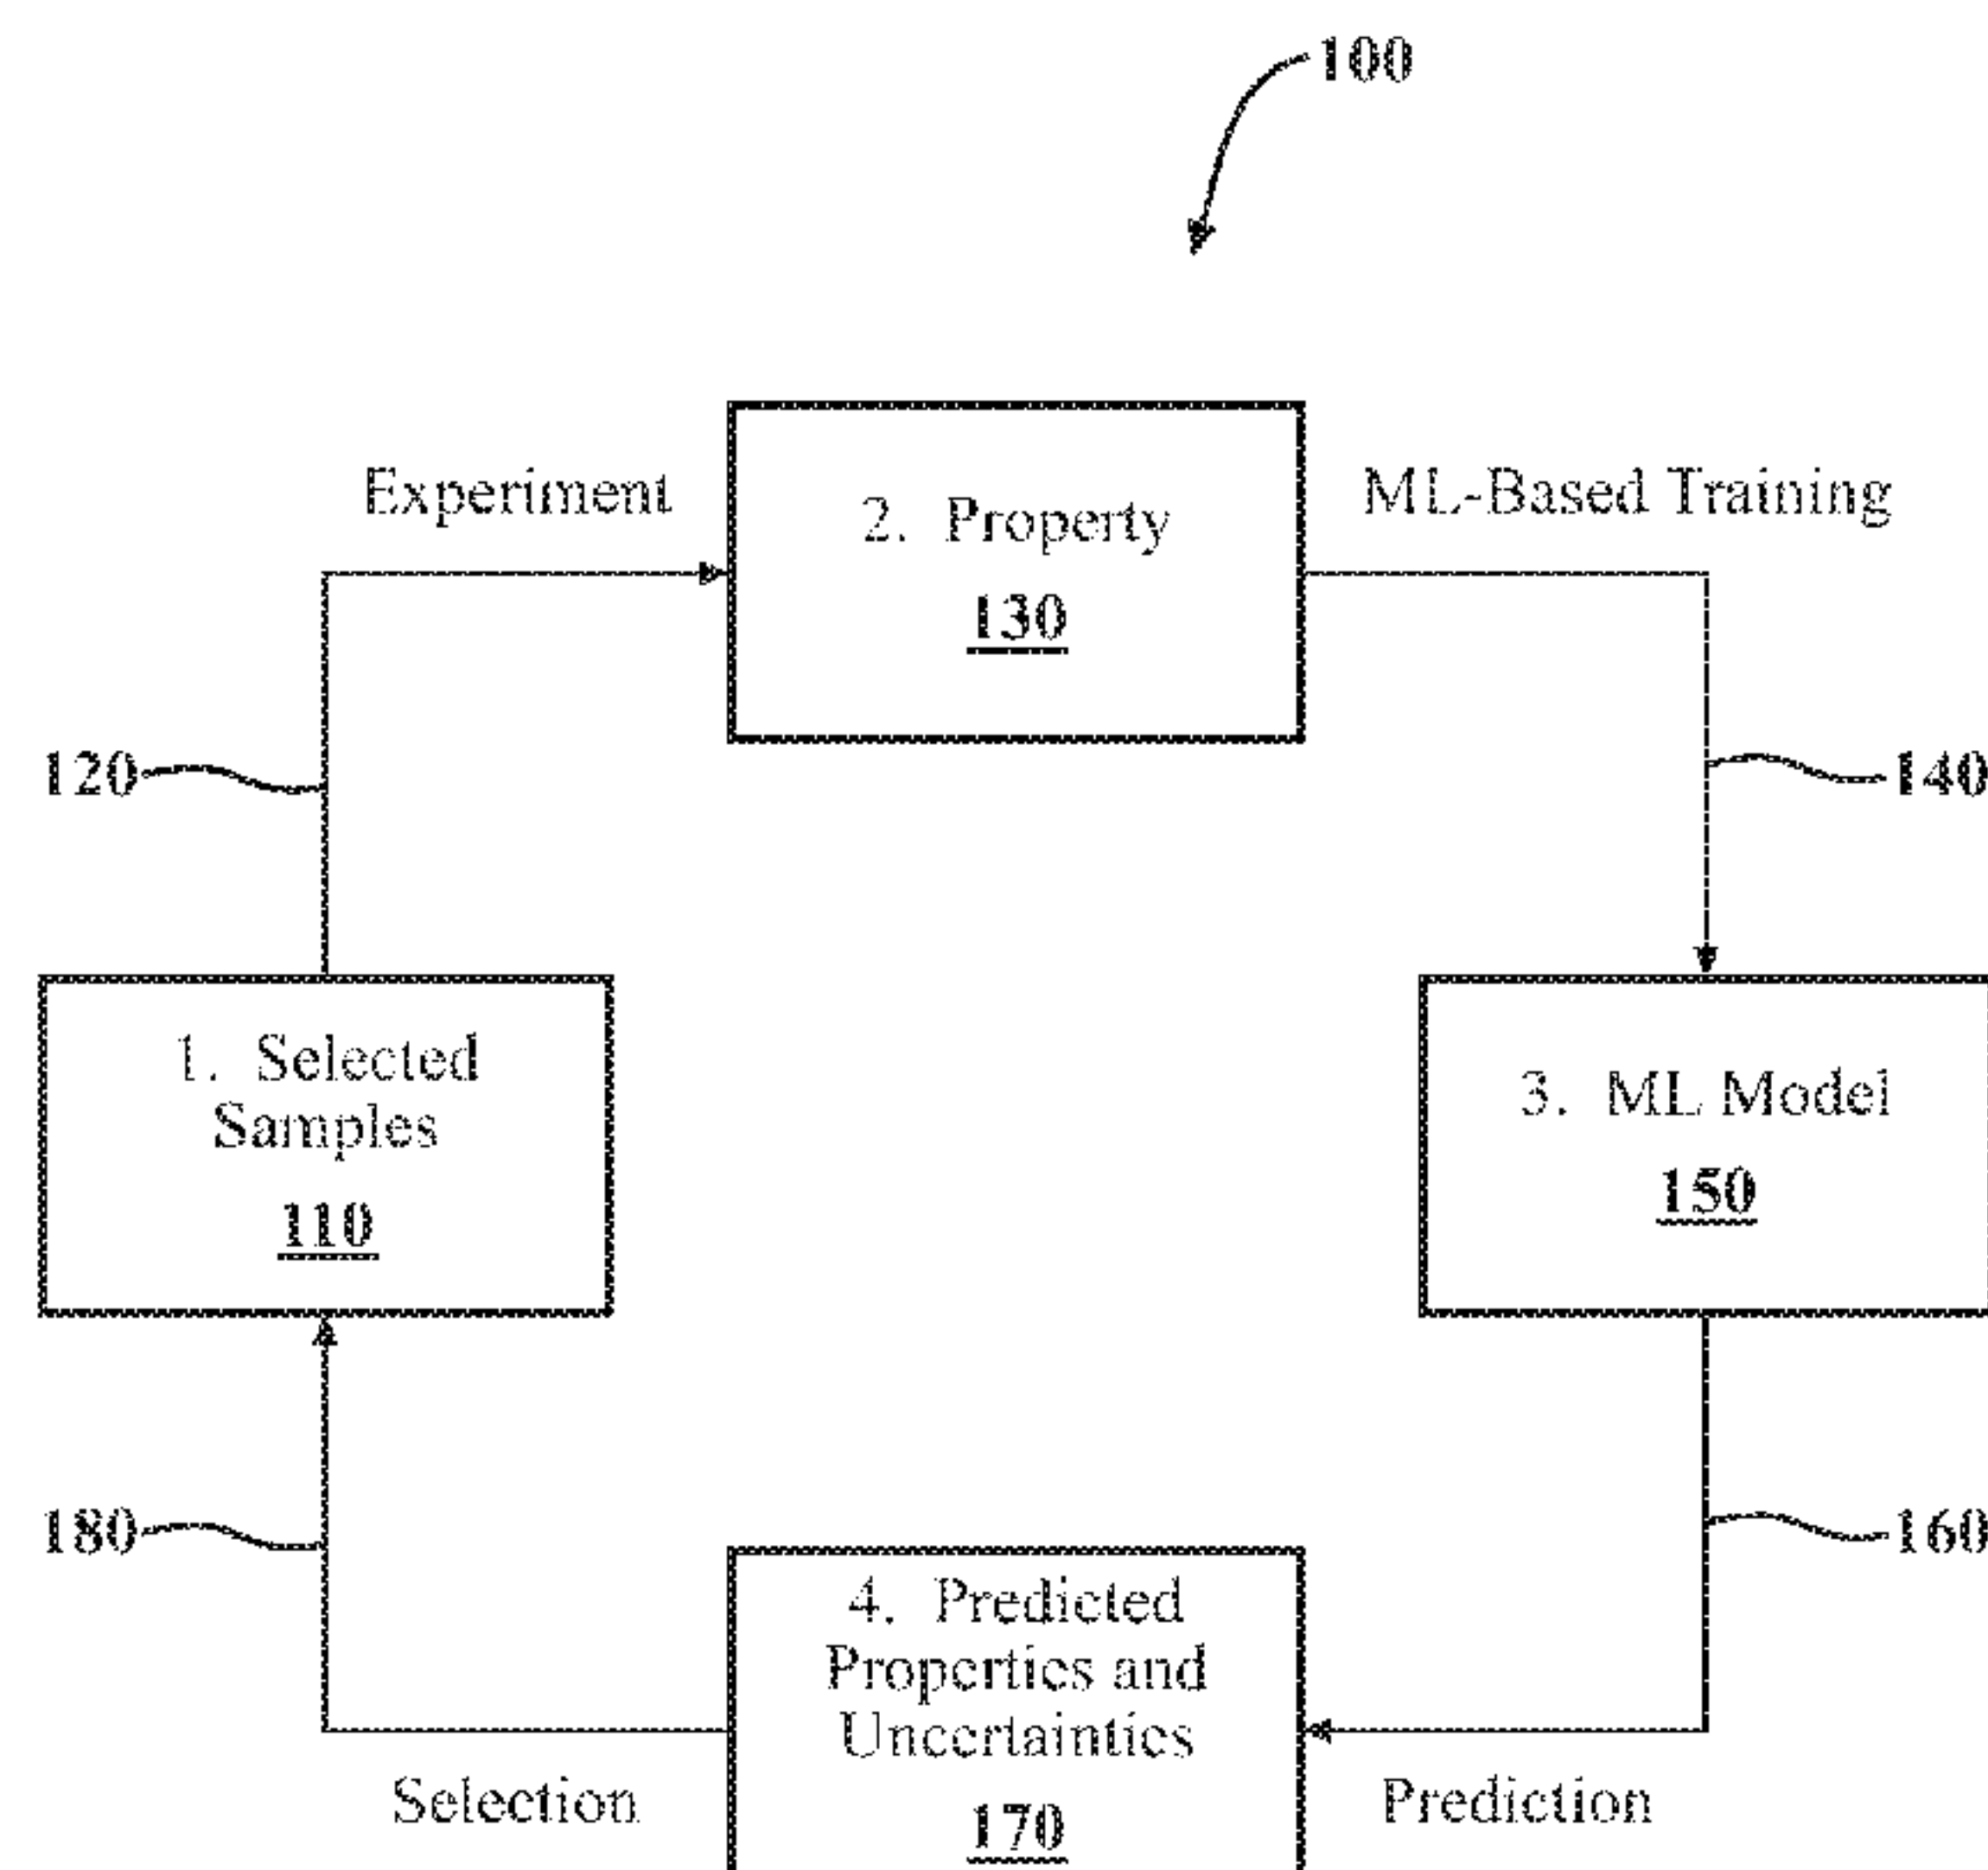 100
Experiment
2. Property
130
ML-Based Training
120
140
1. Selected
Samples
110
3. ML Model
150
180
160
4. Predicted
Properties and
Uncertainties
170
Selection
Prediction